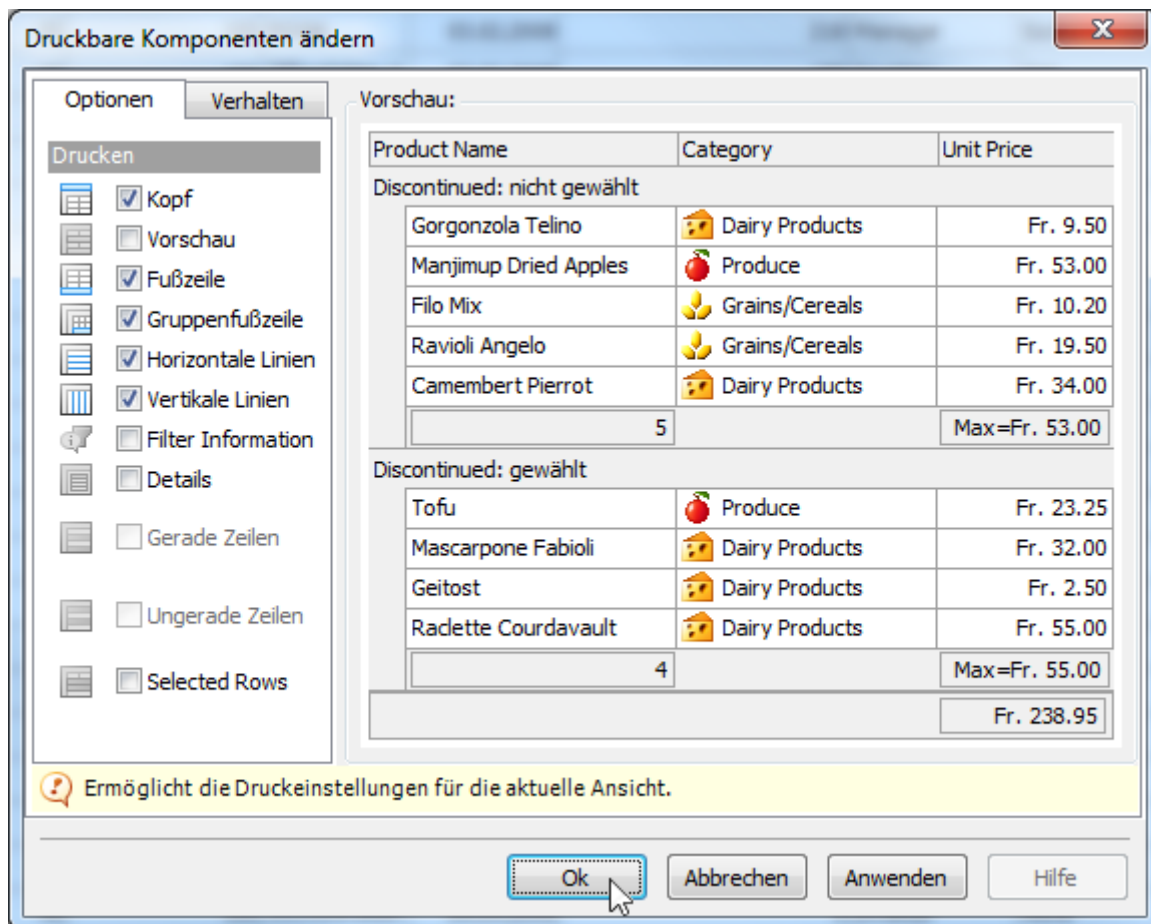 Druckbare Komponenten ändern
Optionen Verhalten
Drucken
Kopf
Vorschau
Fußzeile
Gruppenfußzeile
Horizontale Linien
Vertikale Linien
Filter Information
Details
Gerade Zeilen
Ungerade Zeilen
Selected Rows
Vorschau:
Product Name Category Unit Price
Discontinued: nicht gewählt
Gorgonzola Telino Dairy Products Fr. 9.50
Manjimup Dried Apples Produce Fr. 53.00
Filo Mix Grains/Cereals Fr. 10.20
Ravioli Angelo Grains/Cereals Fr. 19.50
Camembert Pierrot Dairy Products Fr. 34.00
5 Max=Fr. 53.00
Discontinued: gewählt
Tofu Produce Fr. 23.25
Mascarpone Fabioli Dairy Products Fr. 32.00
Geitost Dairy Products Fr. 2.50
Raclette Courdavault Dairy Products Fr. 55.00
4 Max=Fr. 55.00
Fr. 238.95
Ermöglicht die Druckeinstellungen für die aktuelle Ansicht.
Ok Abbrechen Anwenden Hilfe